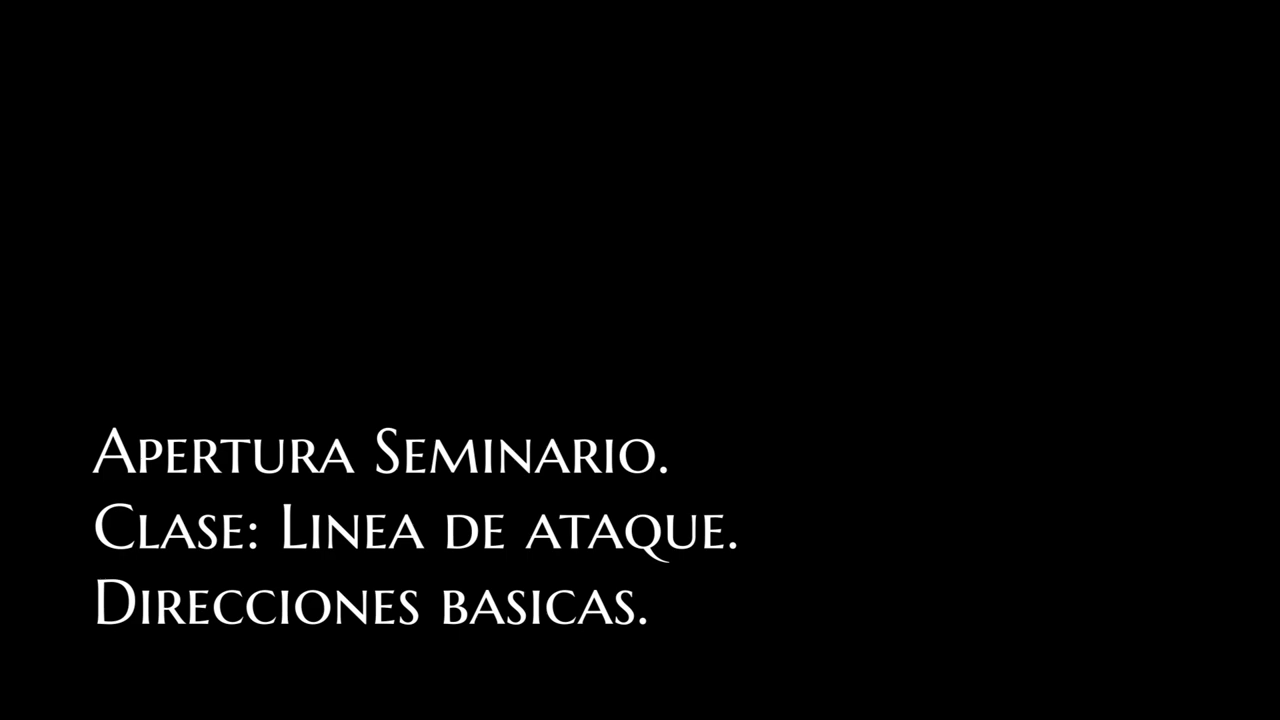 Apertura Seminario.
Clase: Linea de ataque.
Direcciones basicas.